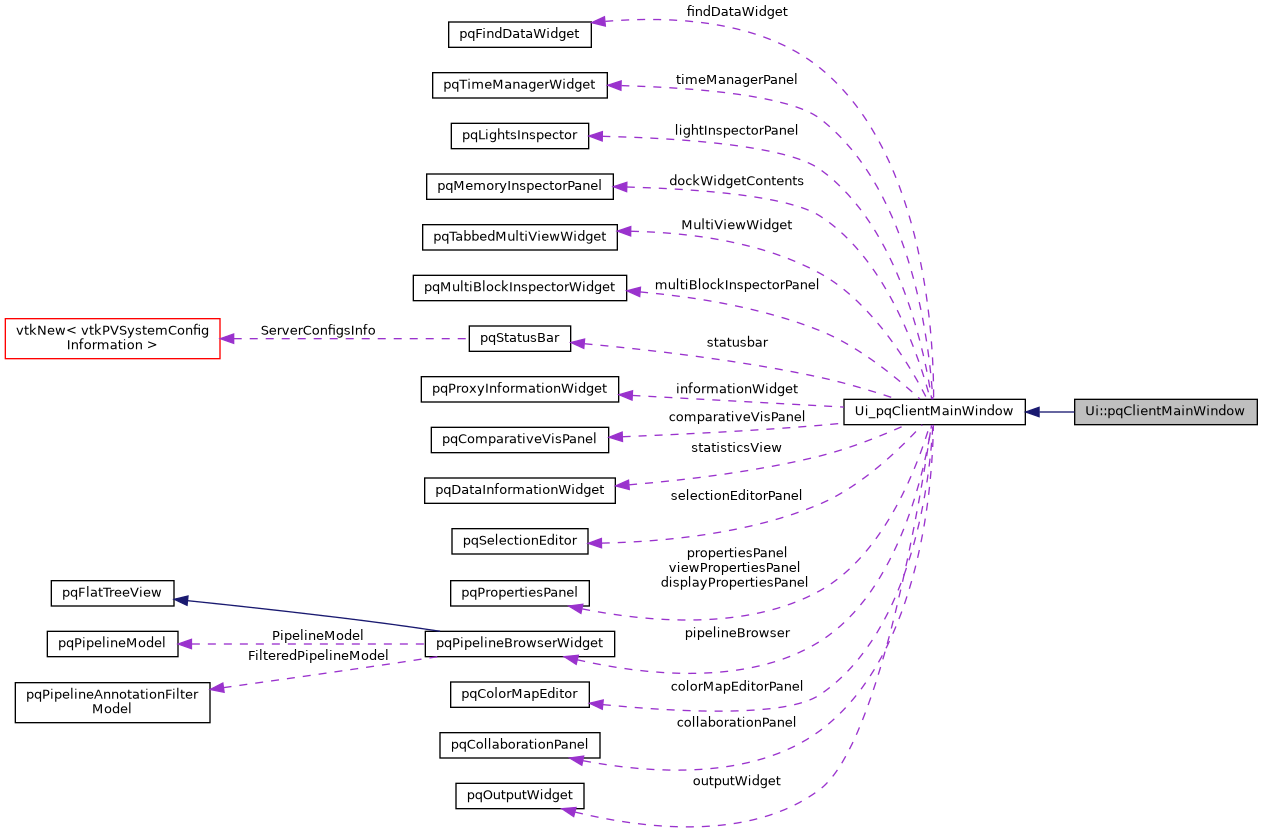 findDataWidget
pqFindDataWidget
timeManagerPanel
pqTimeManagerWidget
lightInspectorPanel
pqLightsInspector
dockWidgetContents
pqMemoryInspectorPanel
MultiViewWidget
pqTabbedMultiViewWidget
multiBlockInspectorPanel
pqMultiBlockInspectorWidget
vtkNew< vtkPVSystemConfig
Information >
ServerConfigsInfo
pqStatusBar
statusbar
pqProxyInformationWidget
informationWidget
Ui_pqClientMainWindow
Ui::pqClientMainWindow
comparativeVisPanel
pqComparativeVisPanel
statisticsView
pqDataInformationWidget
selectionEditorPanel
pqSelectionEditor
propertiesPanel
viewPropertiesPanel
displayPropertiesPanel
pqFlatTreeView
pqPropertiesPanel
pipelineBrowser
PipelineModel
pqPipelineModel
pqPipelineBrowserWidget
FilteredPipelineModel
pqPipelineAnnotationFilter
Model
colorMapEditorPanel
pqColorMapEditor
collaborationPanel
pqCollaborationPanel
outputWidget
pqOutputWidget